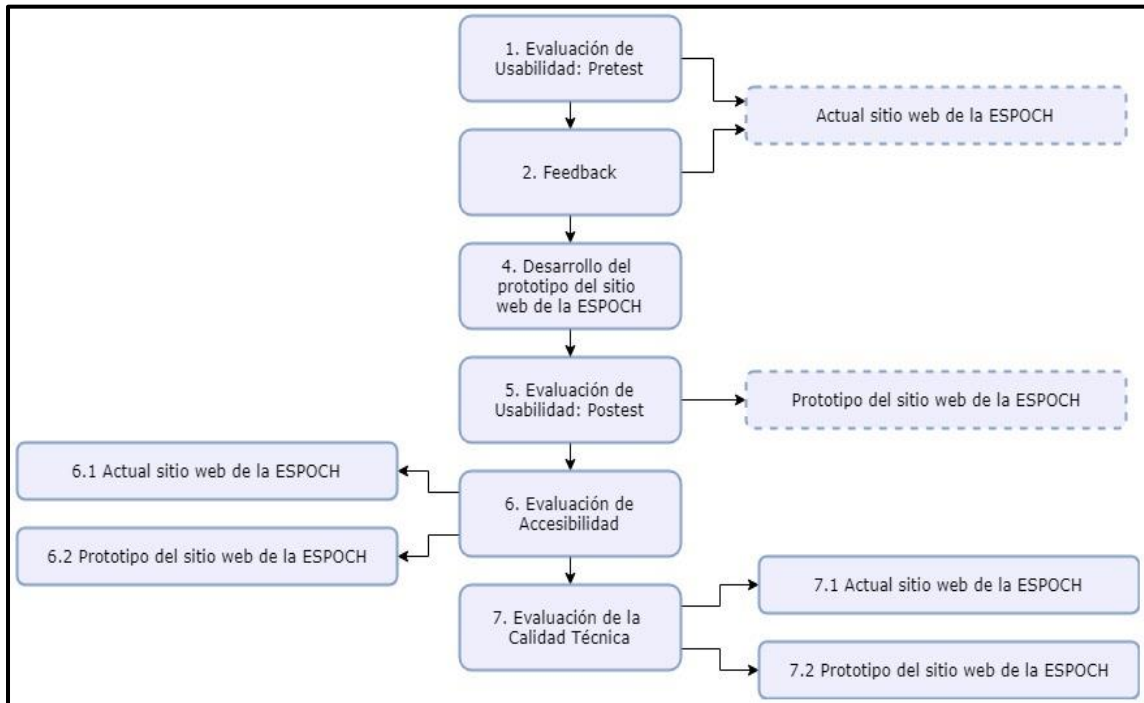 1. Evaluación de
Usabilidad: Pretest
Actual sitio web de la ESPOCH
2. Feedback
4. Desarrollo del
prototipo del sitio
web de la ESPOCH
5. Evaluación de
Usabilidad: Postest
Prototipo del sitio web de la ESPOCH
6.1 Actual sitio web de la ESPOCH
6. Evaluación de
Accesibilidad
6.2 Prototipo del sitio web de la ESPOCH
7.1 Actual sitio web de la ESPOCH
7. Evaluación de la
Calidad Técnica
7.2 Prototipo del sitio web de la ESPOCH